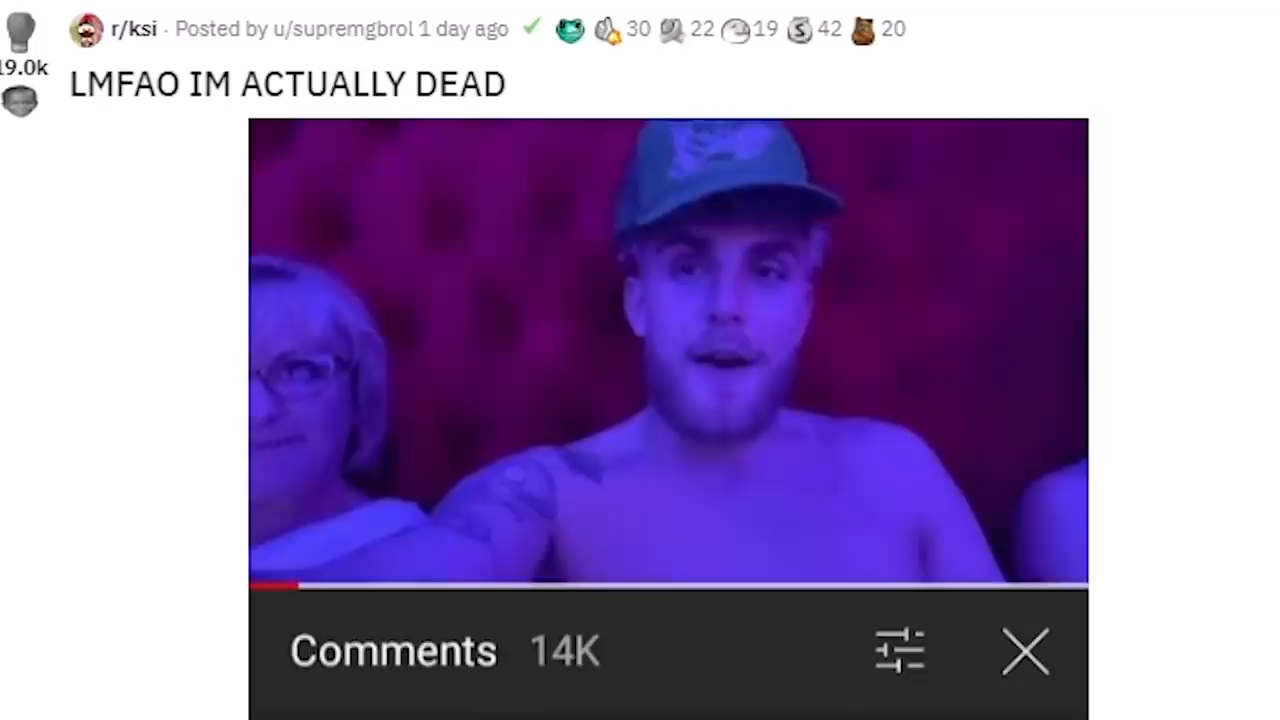 r/ksi · Posted by u/supremgbrol 1 day ago 30 22 19 S 42 20
19.0k
LMFAO IM ACTUALLY DEAD
Comments 14K